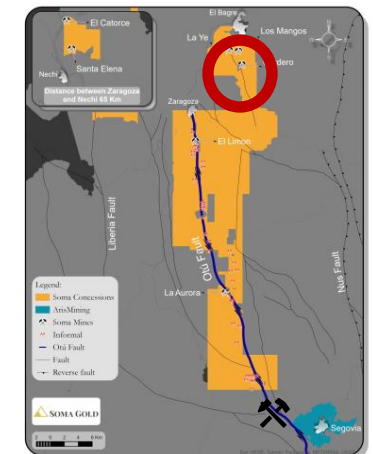 El Catorce
El Bagre
Los Mangos
La Ye
Santa Elena
Nechi
dero
Distance between Zaragoza
and Nechi 65 Km
Zaragoza
El Limon
Liberia Fault
Otú Fault
Nus Fault
La Aurora
Legend:
Soma Concessions
ArisMining
Soma Mines
Informal
Otú Fault
Fault
Reverse fault
SOMA GOLD
Segovia